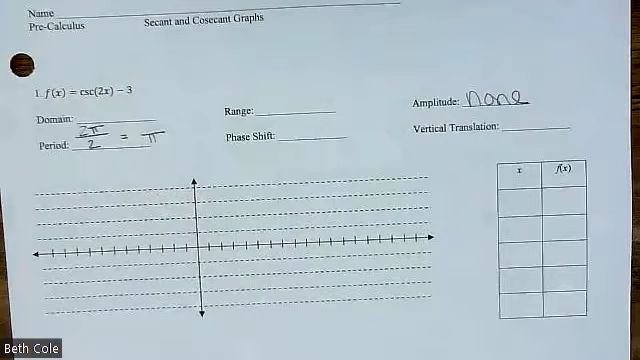 Name
Pre-Calculus
Secant and Cosecant Graphs
1. f(x) = csc(2x) – 3
Domain:
Range:
Amplitude: none
Period: 2π/2 = π
Phase Shift:
Vertical Translation:
x f(x)
Beth Cole